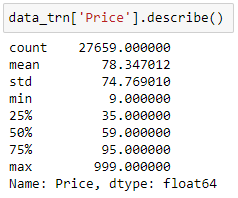 data_trn['Price'].describe()
count 27659.000000
mean 78.347012
std 74.769010
min 9.000000
25% 35.000000
50% 59.000000
75% 95.000000
max 999.000000
Name: Price, dtype: float64